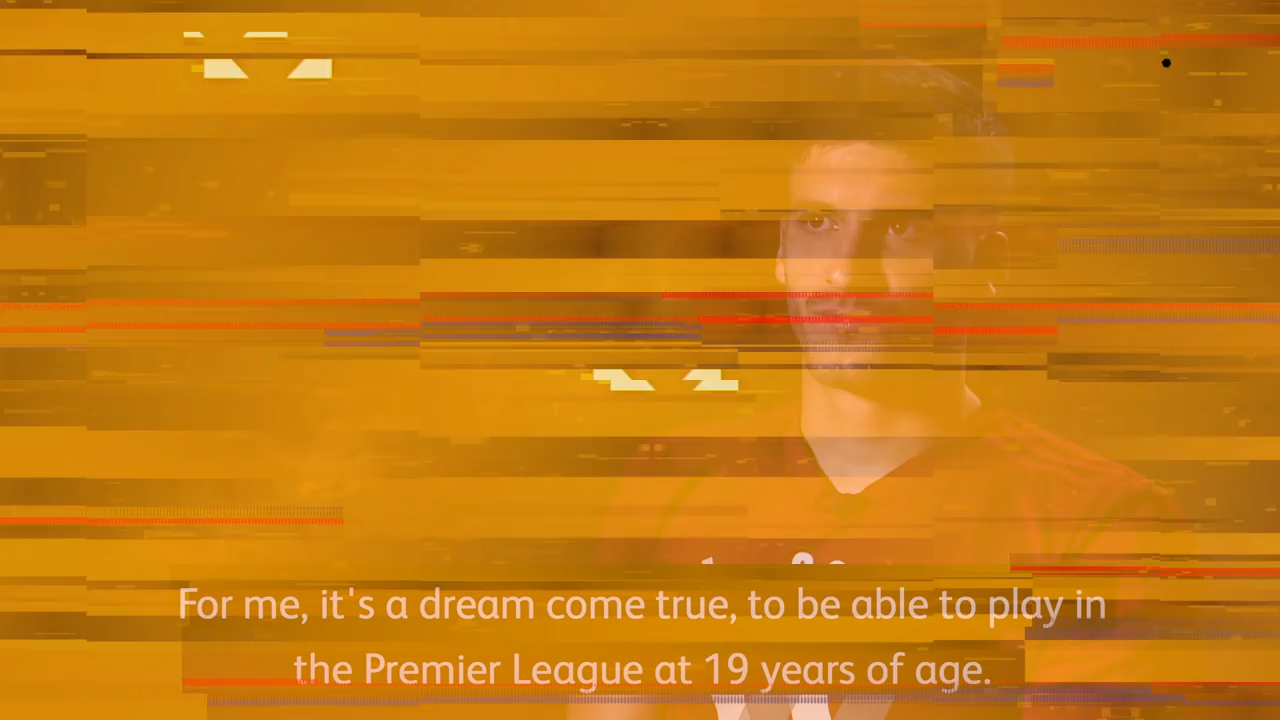 For me, it's a dream come true, to be able to play in
the Premier League at 19 years of age.